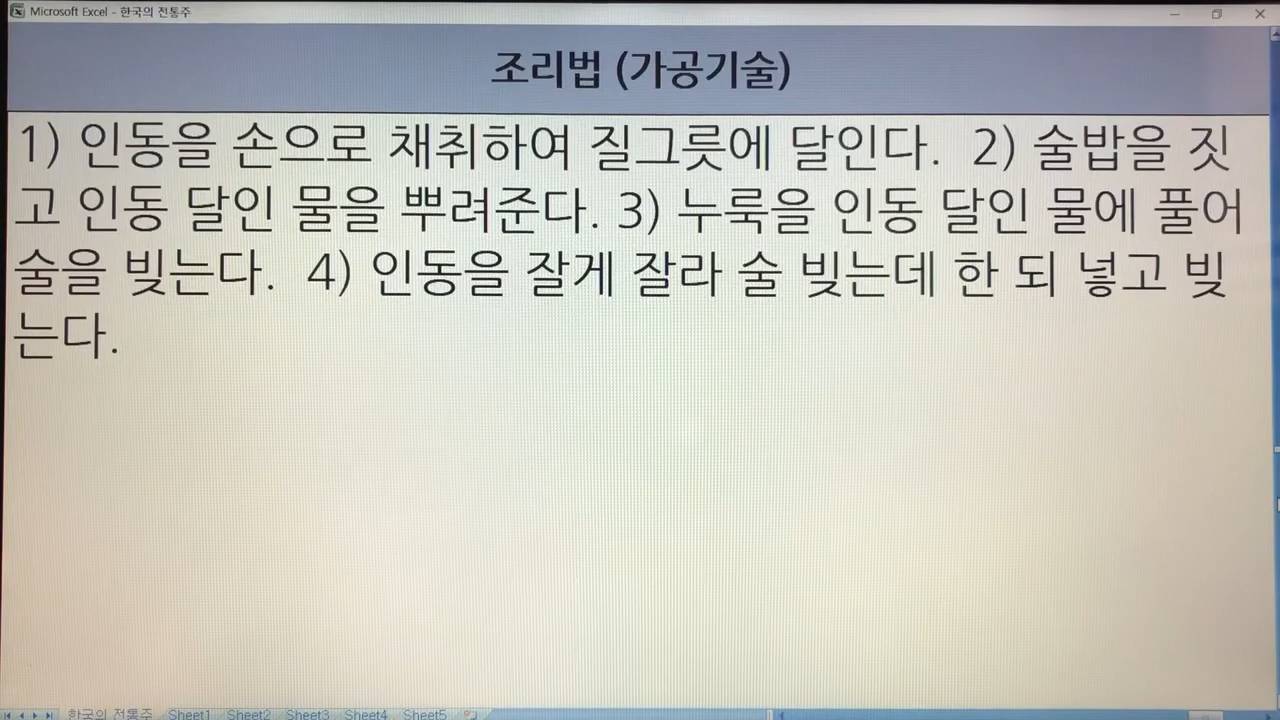 Microsoft Excel - 한국의 전통주
조리법 (가공기술)
1) 인동을 손으로 채취하여 질그릇에 달인다. 2) 술밥을 짓
고 인동 달인 물을 뿌려준다. 3) 누룩을 인동 달인 물에 풀어
술을 빚는다. 4) 인동을 잘게 잘라 술 빚는데 한 되 넣고 빚
는다.
한국의 전통주 Sheet1 Sheet2 Sheet3 Sheet4 Sheet5